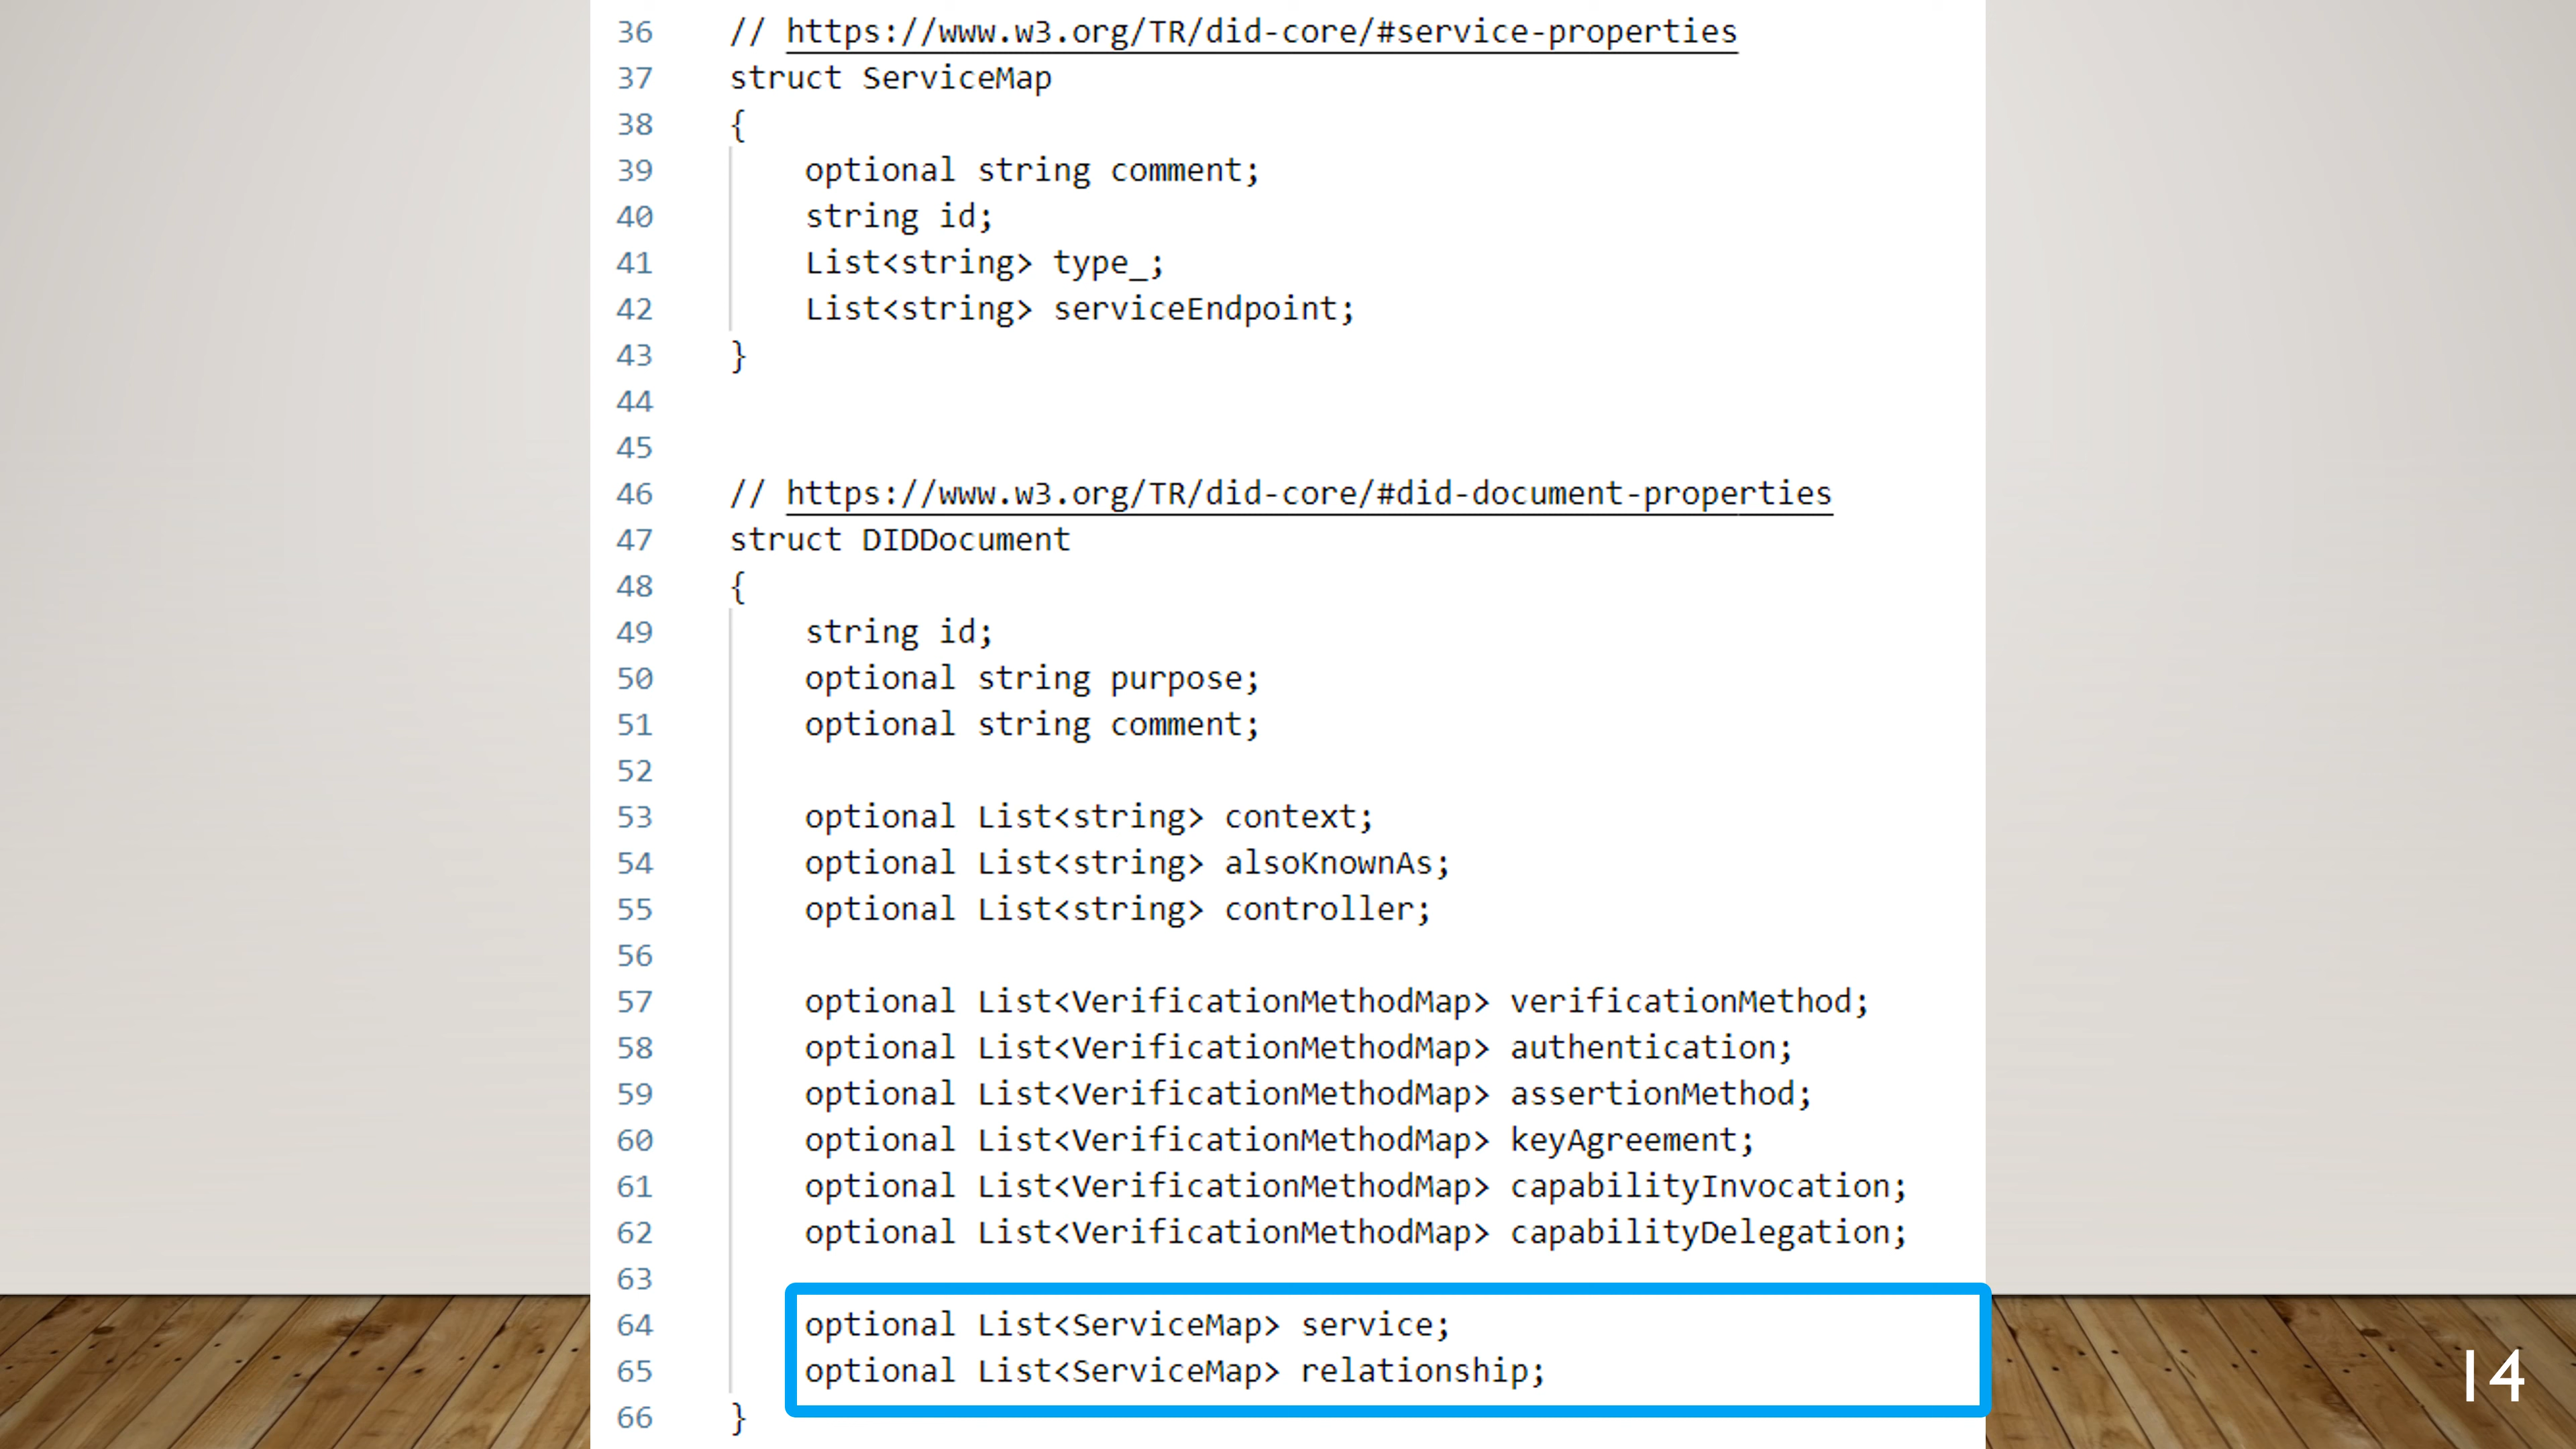 36 // https://www.w3.org/TR/did-core/#service-properties
37 struct ServiceMap
38 {
39 optional string comment;
40 string id;
41 List<string> type_;
42 List<string> serviceEndpoint;
43 }
44
45
46 // https://www.w3.org/TR/did-core/#did-document-properties
47 struct DIDDocument
48 {
49 string id;
50 optional string purpose;
51 optional string comment;
52
53 optional List<string> context;
54 optional List<string> alsoKnownAs;
55 optional List<string> controller;
56
57 optional List<VerificationMethodMap> verificationMethod;
58 optional List<VerificationMethodMap> authentication;
59 optional List<VerificationMethodMap> assertionMethod;
60 optional List<VerificationMethodMap> keyAgreement;
61 optional List<VerificationMethodMap> capabilityInvocation;
62 optional List<VerificationMethodMap> capabilityDelegation;
63
64 optional List<ServiceMap> service;
65 optional List<ServiceMap> relationship;
66 }
14